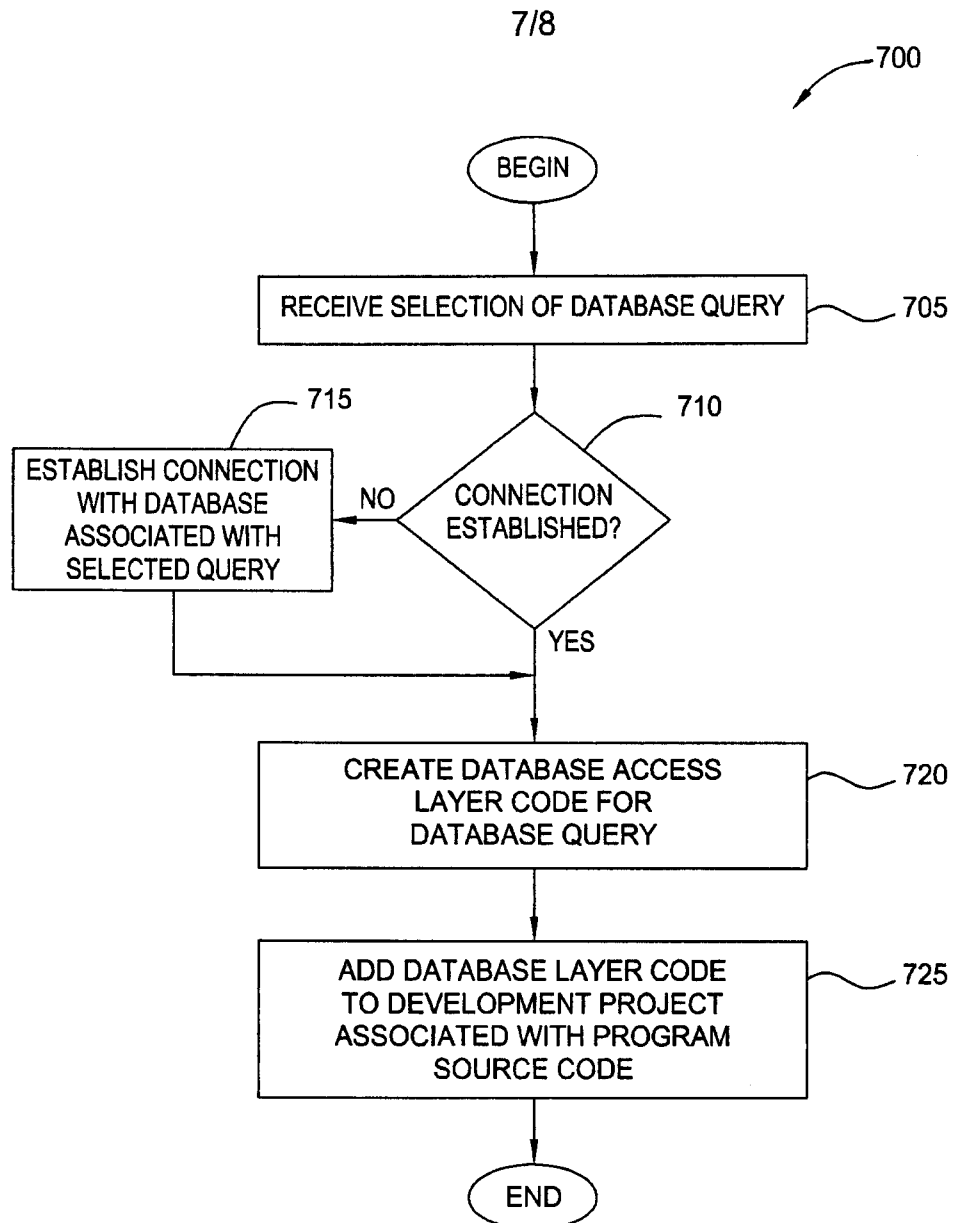 7/8
700
BEGIN
RECEIVE SELECTION OF DATABASE QUERY
705
715
710
ESTABLISH CONNECTION
WITH DATABASE
ASSOCIATED WITH
SELECTED QUERY
NO
CONNECTION
ESTABLISHED?
YES
CREATE DATABASE ACCESS
LAYER CODE FOR
DATABASE QUERY
720
ADD DATABASE LAYER CODE
TO DEVELOPMENT PROJECT
ASSOCIATED WITH PROGRAM
SOURCE CODE
725
END